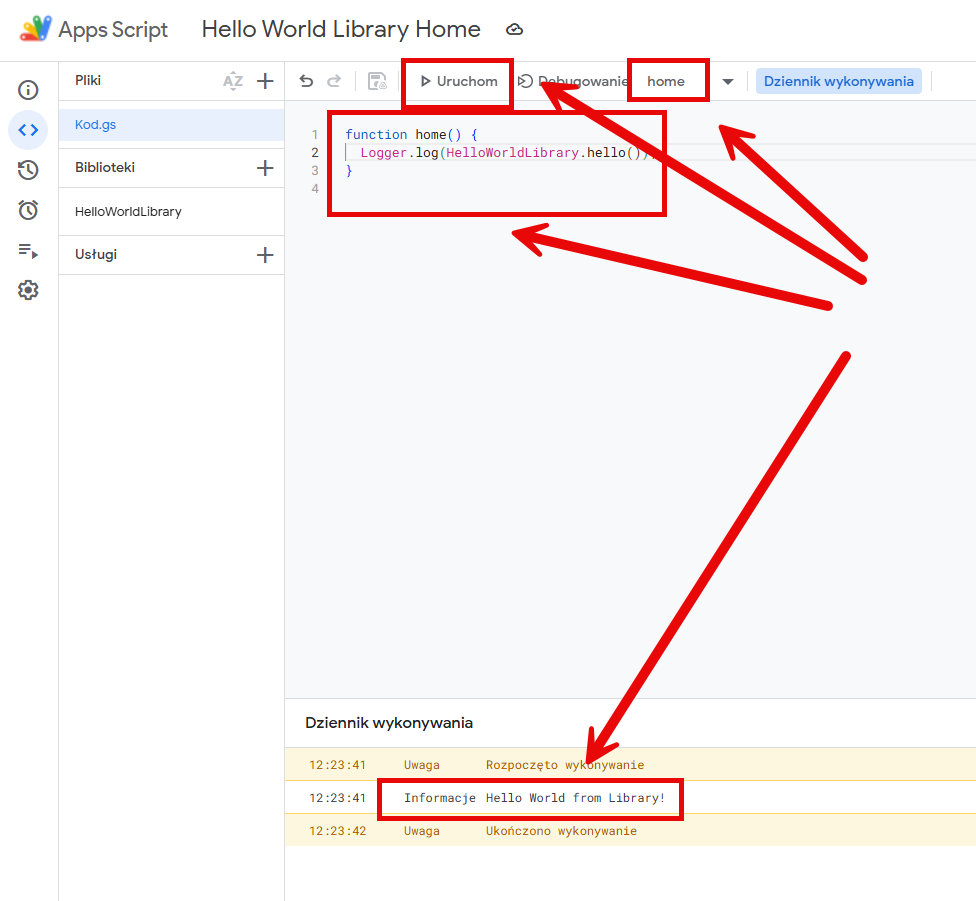 Apps Script Hello World Library Home
Pliki AZ
Uruchom Debugowanie home Dziennik wykonywania
Kod.gs
Biblioteki
HelloWorldLibrary
Usługi
1 function home() {
2 Logger.log(HelloWorldLibrary.hello());
3 }
4
Dziennik wykonywania
12:23:41 Uwaga Rozpoczęto wykonywanie
12:23:41 Informacje Hello World from Library!
12:23:42 Uwaga Ukończono wykonywanie